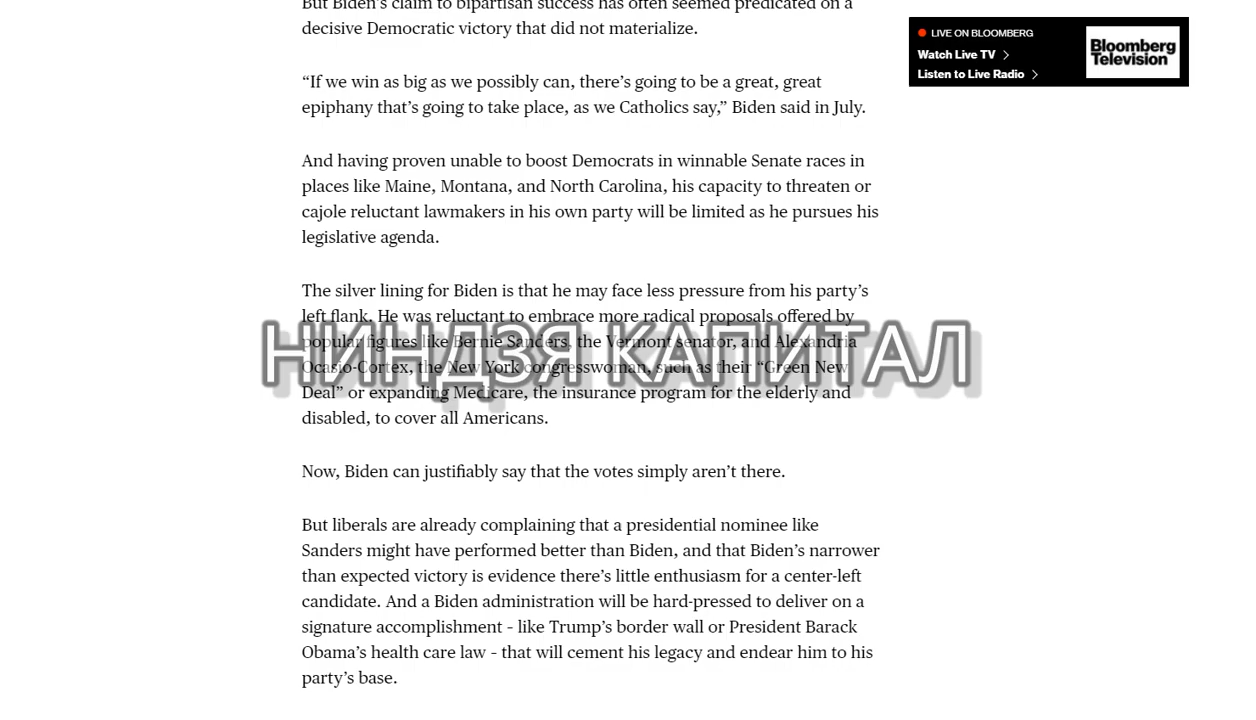 But Biden's claim to bipartisan success has often seemed predicated on a
decisive Democratic victory that did not materialize.
“If we win as big as we possibly can, there's going to be a great, great
epiphany that's going to take place, as we Catholics say,” Biden said in July.
And having proven unable to boost Democrats in winnable Senate races in
places like Maine, Montana, and North Carolina, his capacity to threaten or
cajole reluctant lawmakers in his own party will be limited as he pursues his
legislative agenda.
The silver lining for Biden is that he may face less pressure from his party's
left flank. He was reluctant to embrace more radical proposals offered by
popular figures like Bernie Sanders, the Vermont senator, and Alexandria
Ocasio-Cortex, the New York congresswoman, such as their “Green New
Deal” or expanding Medicare, the insurance program for the elderly and
disabled, to cover all Americans.
НИНДЗЯ КАПИТАЛ
Now, Biden can justifiably say that the votes simply aren't there.
But liberals are already complaining that a presidential nominee like
Sanders might have performed better than Biden, and that Biden's narrower
than expected victory is evidence there's little enthusiasm for a center-left
candidate. And a Biden administration will be hard-pressed to deliver on a
signature accomplishment – like Trump's border wall or President Barack
Obama's health care law – that will cement his legacy and endear him to his
party's base.
LIVE ON BLOOMBERG
Watch Live TV
Listen to Live Radio
Bloomberg
Television